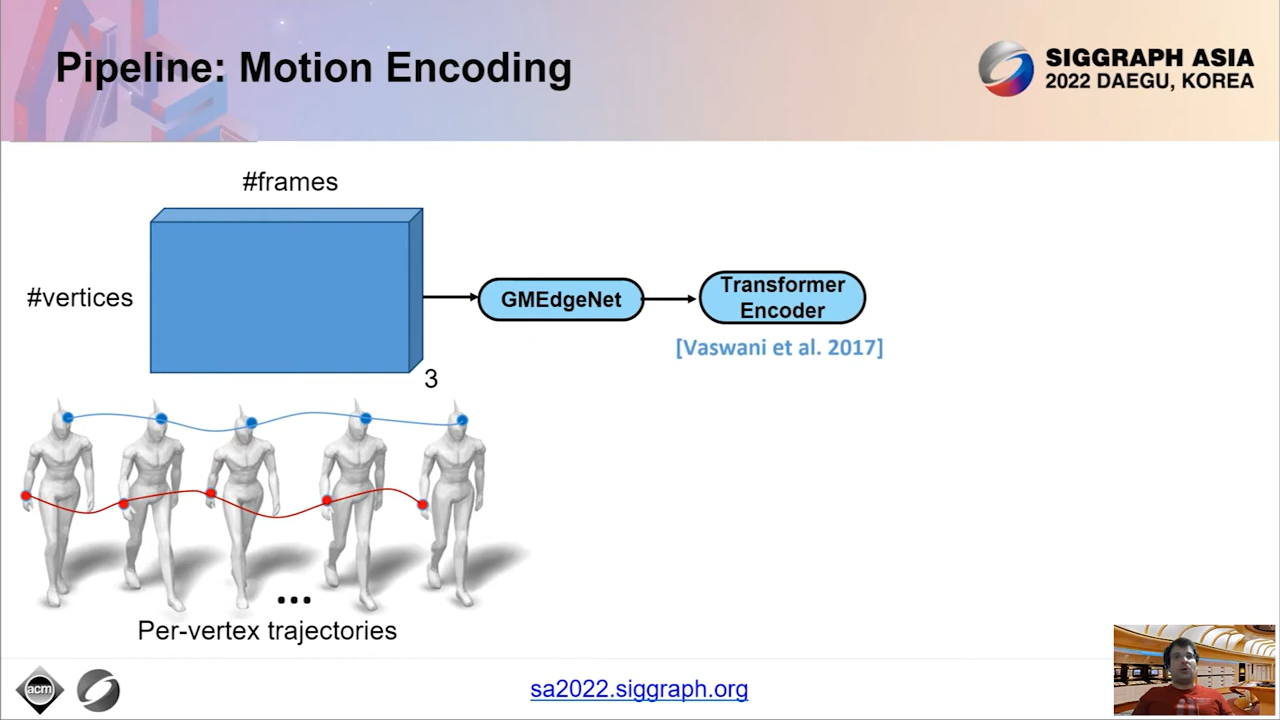 Pipeline: Motion Encoding
SIGGRAPH ASIA
2022 DAEGU, KOREA
#frames
#vertices
3
GMEdgeNet
Transformer
Encoder
[Vaswani et al. 2017]
...
Per-vertex trajectories
acm
sa2022.siggraph.org